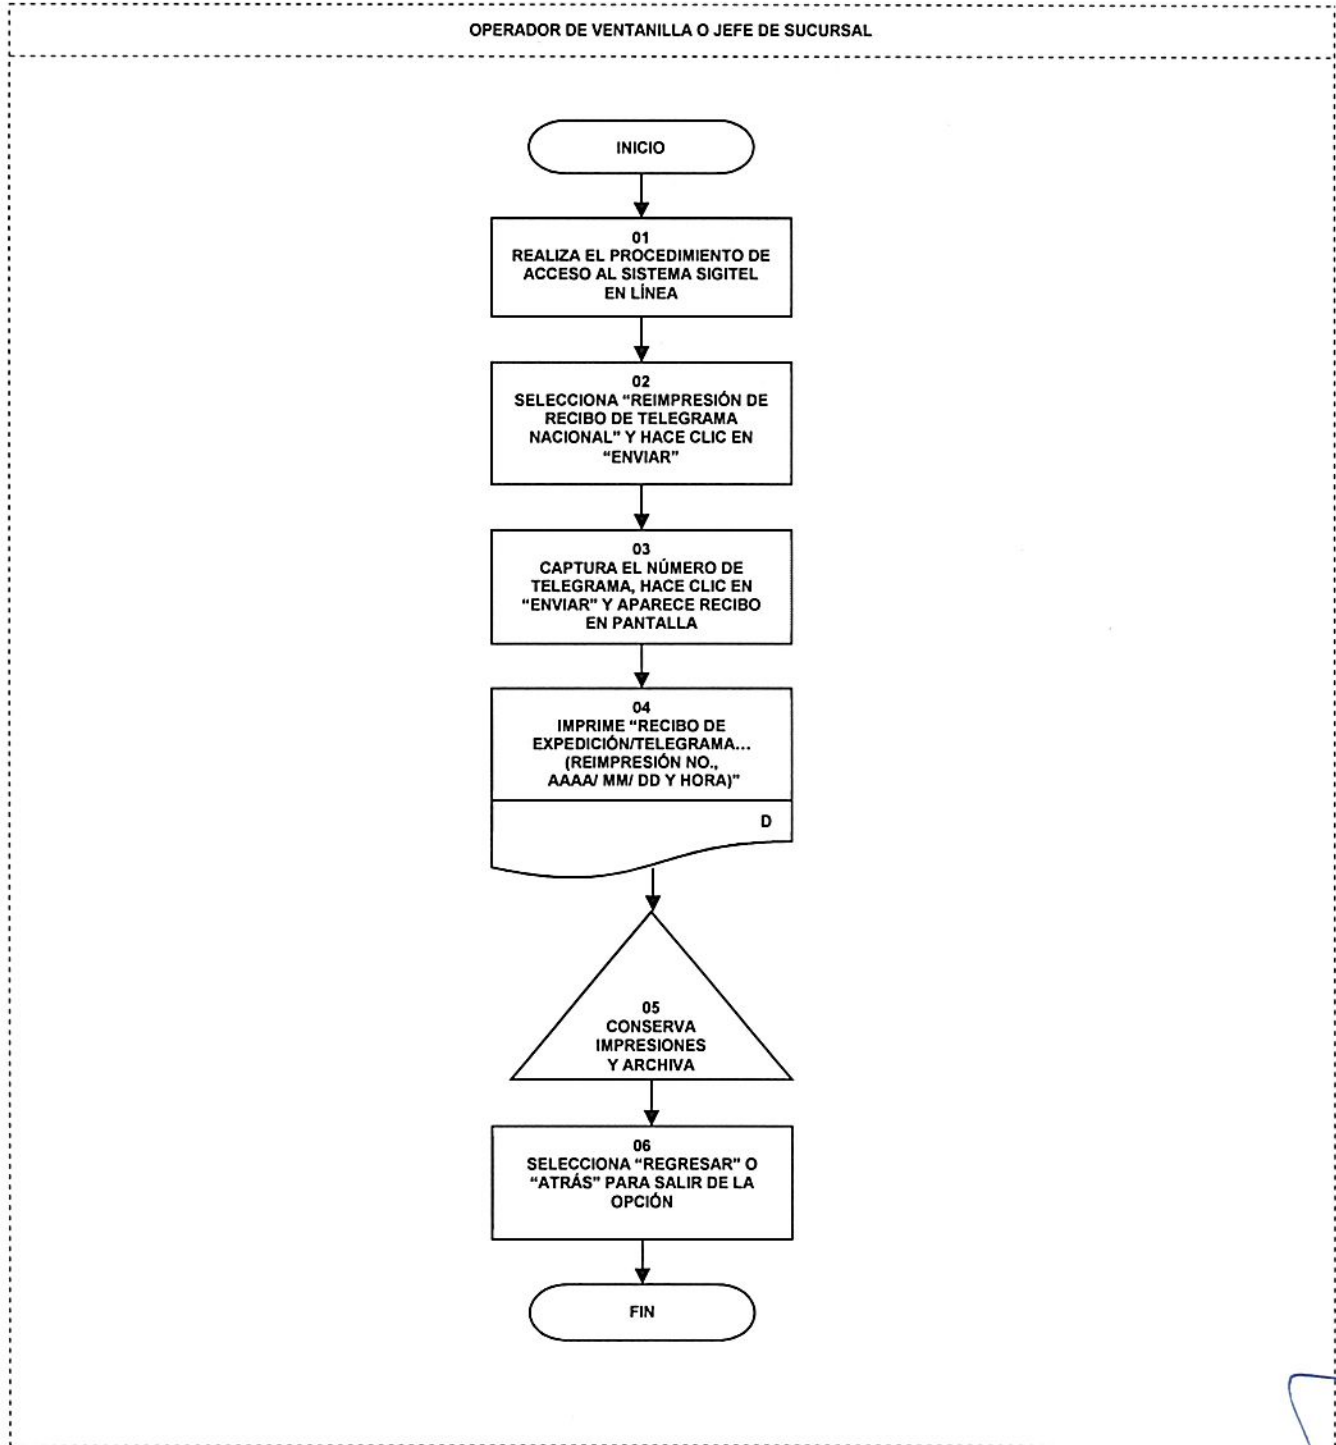 OPERADOR DE VENTANILLA O JEFE DE SUCURSAL
INICIO
01
REALIZA EL PROCEDIMIENTO DE
ACCESO AL SISTEMA SIGITEL
EN LÍNEA
02
SELECCIONA “REIMPRESIÓN DE
RECIBO DE TELEGRAMA
NACIONAL” Y HACE CLIC EN
“ENVIAR”
03
CAPTURA EL NÚMERO DE
TELEGRAMA, HACE CLIC EN
“ENVIAR” Y APARECE RECIBO
EN PANTALLA
04
IMPRIME “RECIBO DE
EXPEDICIÓN/TELEGRAMA…
(REIMPRESIÓN NO.,
AAAA/ MM/ DD Y HORA)”
D
05
CONSERVA
IMPRESIONES
Y ARCHIVA
06
SELECCIONA “REGRESAR” O
“ATRÁS” PARA SALIR DE LA
OPCIÓN
FIN